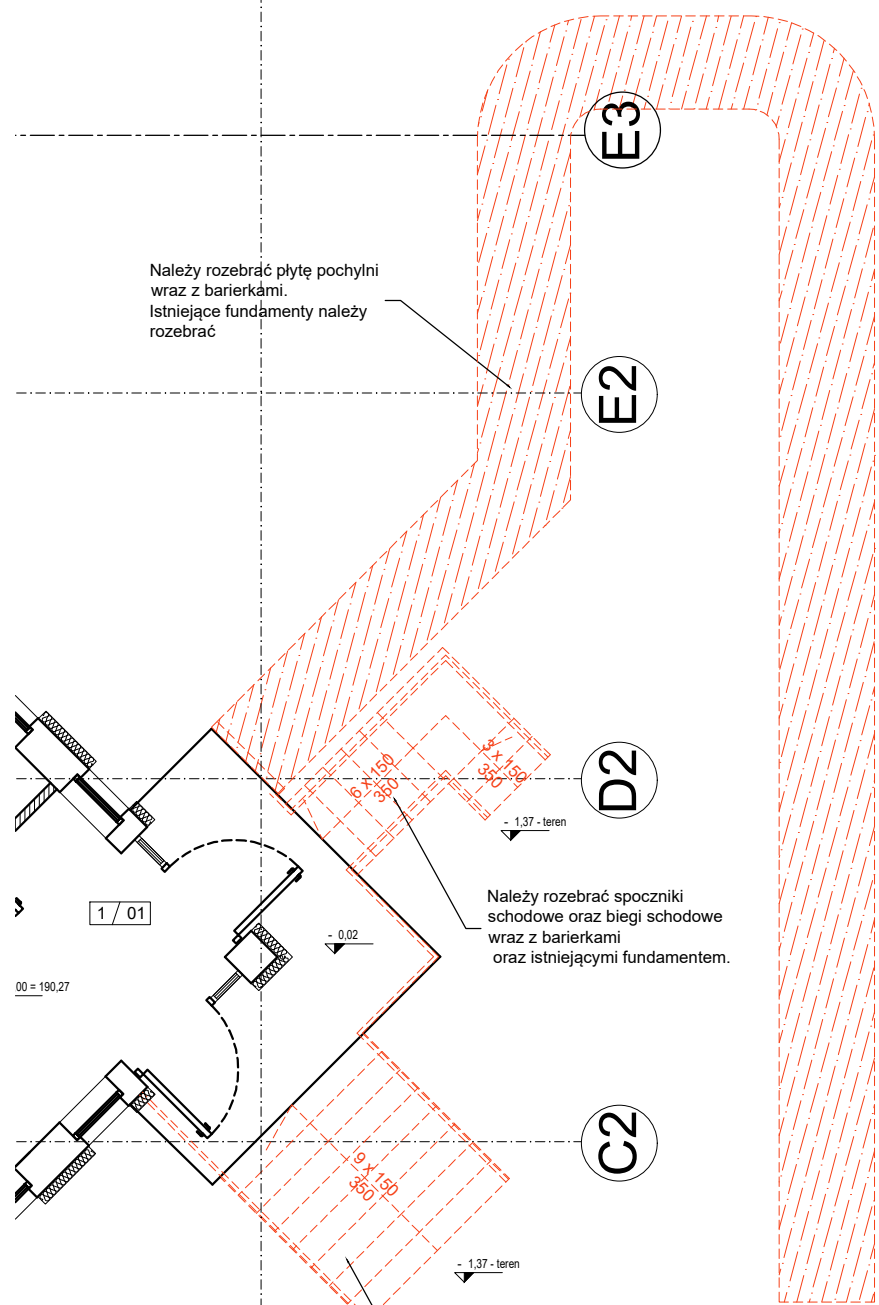 E3
Należy rozebrać płytę pochylni
wraz z barierkami.
Istniejące fundamenty należy
rozebrać
E2
6 x 150
350
3 x 150
350
D2
- 1,37 - teren
Należy rozebrać spoczniki
schodowe oraz biegi schodowe
wraz z barierkami
oraz istniejącymi fundamentem.
1 / 01
- 0,02
00 = 190,27
C2
9 x 150
350
- 1,37 - teren